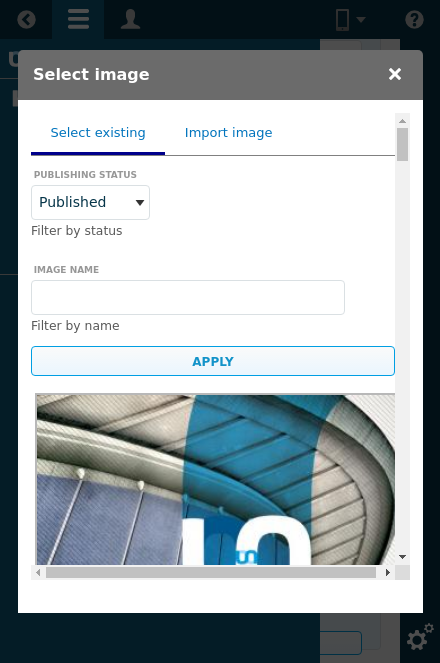 Select image
Select existing
Import image
PUBLISHING STATUS
Published
Filter by status
IMAGE NAME
Filter by name
APPLY